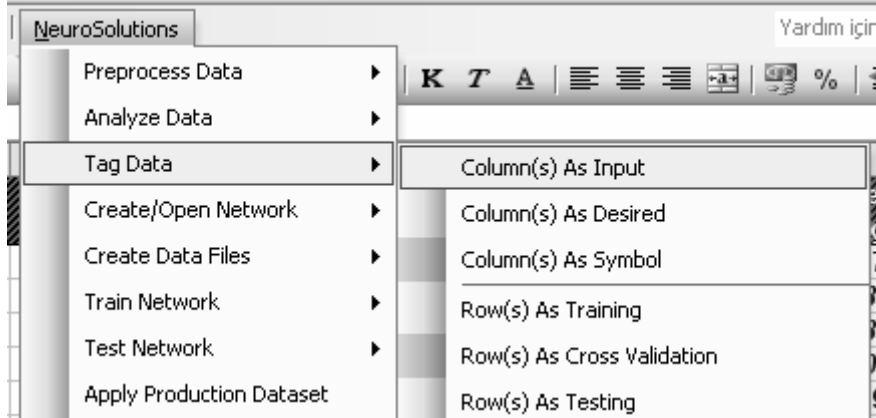 NeuroSolutions
Yardım için
K T A %
Preprocess Data
Analyze Data
Tag Data
Create/Open Network
Create Data Files
Train Network
Test Network
Apply Production Dataset
Column(s) As Input
Column(s) As Desired
Column(s) As Symbol
Row(s) As Training
Row(s) As Cross Validation
Row(s) As Testing